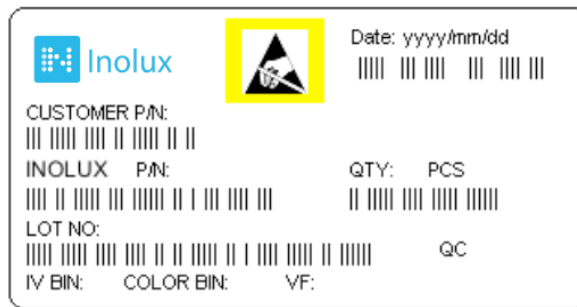 Inolux
Date: yyyy/mm/dd
CUSTOMER P/N:
INOLUX P/N:
QTY: PCS
LOT NO:
QC
IV BIN: COLOR BIN: VF: